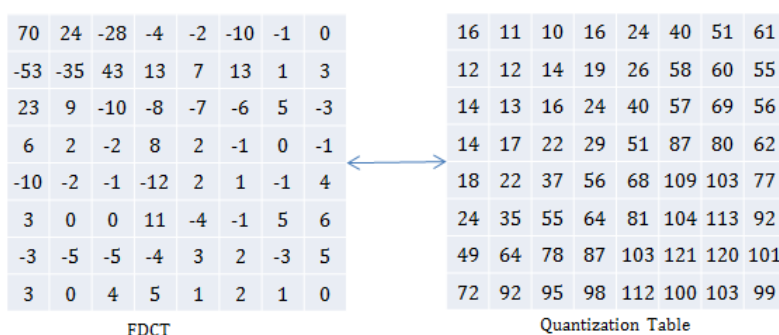 70 24 -28 -4 -2 -10 -1 0
-53 -35 43 13 7 13 1 3
23 9 -10 -8 -7 -6 5 -3
6 2 -2 8 2 -1 0 -1
-10 -2 -1 -12 2 1 -1 4
3 0 0 11 -4 -1 5 6
-3 -5 -5 -4 3 2 -3 5
3 0 4 5 1 2 1 0
FDCT
16 11 10 16 24 40 51 61
12 12 14 19 26 58 60 55
14 13 16 24 40 57 69 56
14 17 22 29 51 87 80 62
18 22 37 56 68 109 103 77
24 35 55 64 81 104 113 92
49 64 78 87 103 121 120 101
72 92 95 98 112 100 103 99
Quantization Table